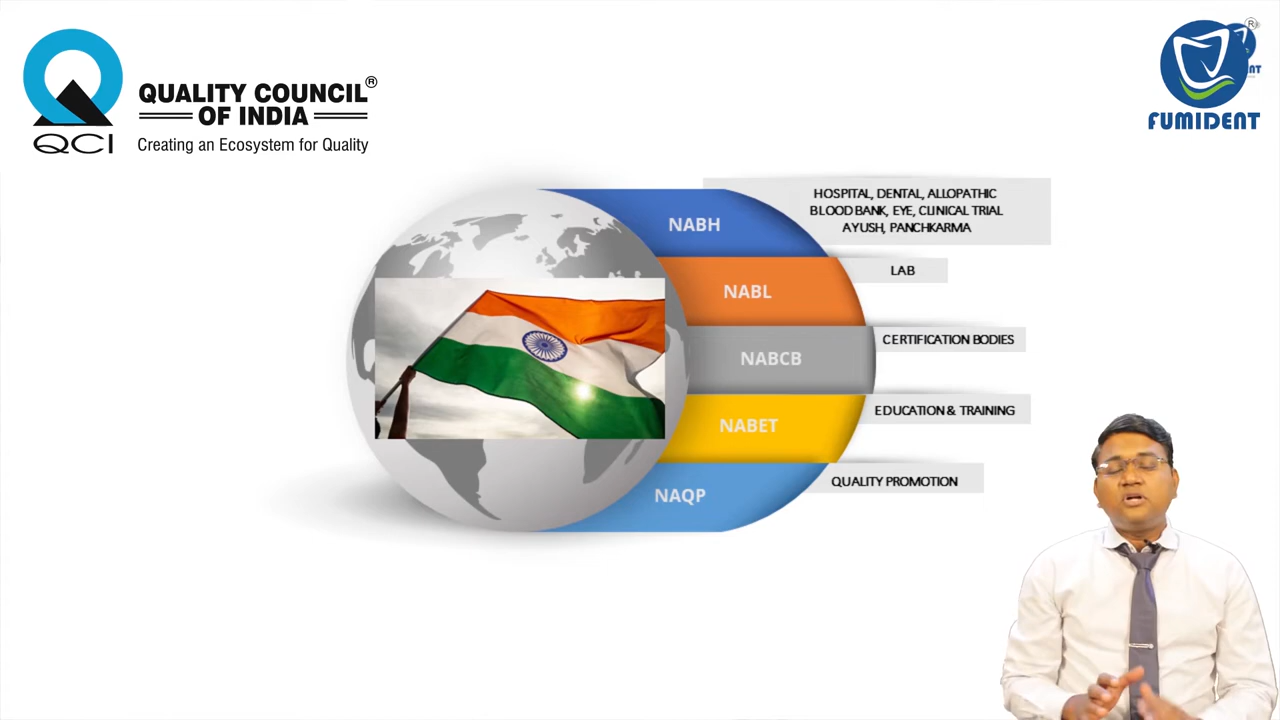 QUALITY COUNCIL®
OF INDIA
QCI
Creating an Ecosystem for Quality
®
NT
FUMIDENT
NABH
HOSPITAL, DENTAL, ALLOPATHIC
BLOOD BANK, EYE, CLINICAL TRIAL
AYUSH, PANCHKARMA
NABL
LAB
NABCB
CERTIFICATION BODIES
NABET
EDUCATION & TRAINING
NAQP
QUALITY PROMOTION